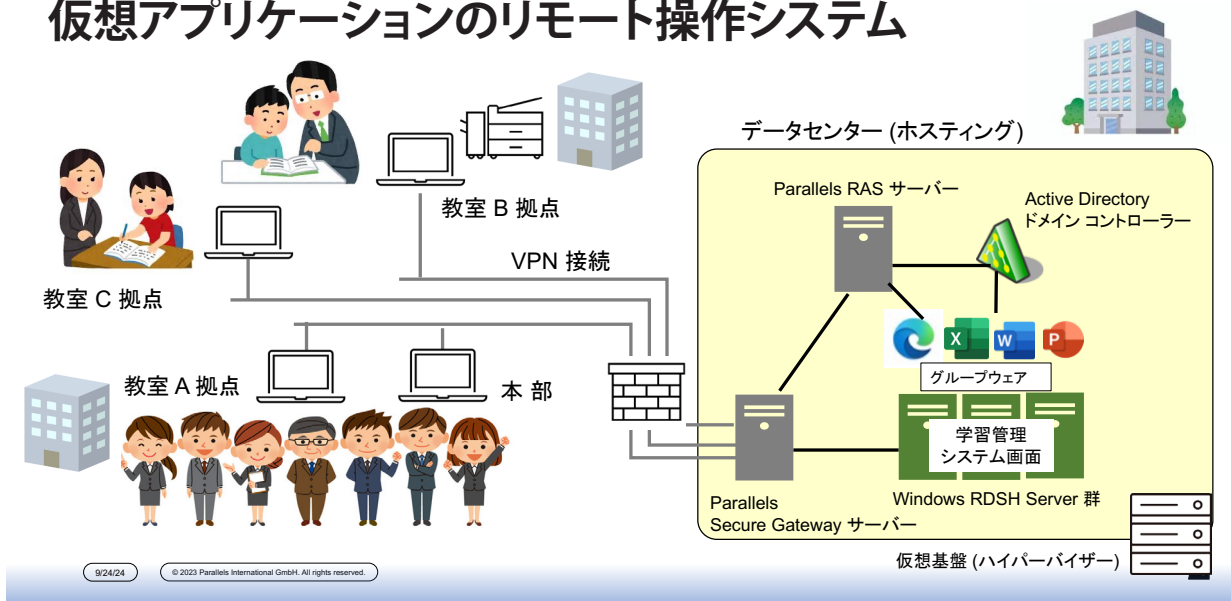 仮想アプリケーションのリモート操作システム
データセンター (ホスティング)
Parallels RAS サーバー
Active Directory
ドメイン コントローラー
教室 B 拠点
VPN 接続
教室 C 拠点
X
W
P
グループウェア
教室 A 拠点
本 部
学習管理
システム画面
Parallels
Secure Gateway サーバー
Windows RDSH Server 群
仮想基盤 (ハイパーバイザー)
9/24/24
© 2023 Parallels International GmbH. All rights reserved.